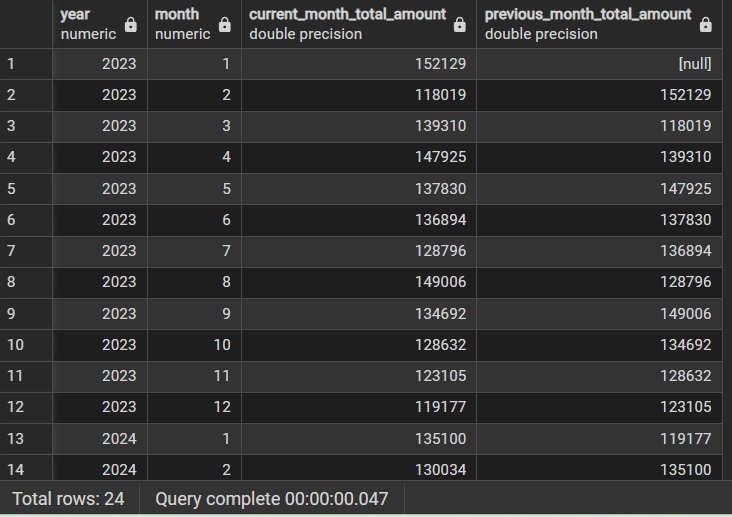 year month current_month_total_amount previous_month_total_amount
numeric numeric double precision double precision
1 2023 1 152129 [null]
2 2023 2 118019 152129
3 2023 3 139310 118019
4 2023 4 147925 139310
5 2023 5 137830 147925
6 2023 6 136894 137830
7 2023 7 128796 136894
8 2023 8 149006 128796
9 2023 9 134692 149006
10 2023 10 128632 134692
11 2023 11 123105 128632
12 2023 12 119177 123105
13 2024 1 135100 119177
14 2024 2 130034 135100
Total rows: 24 Query complete 00:00:00.047